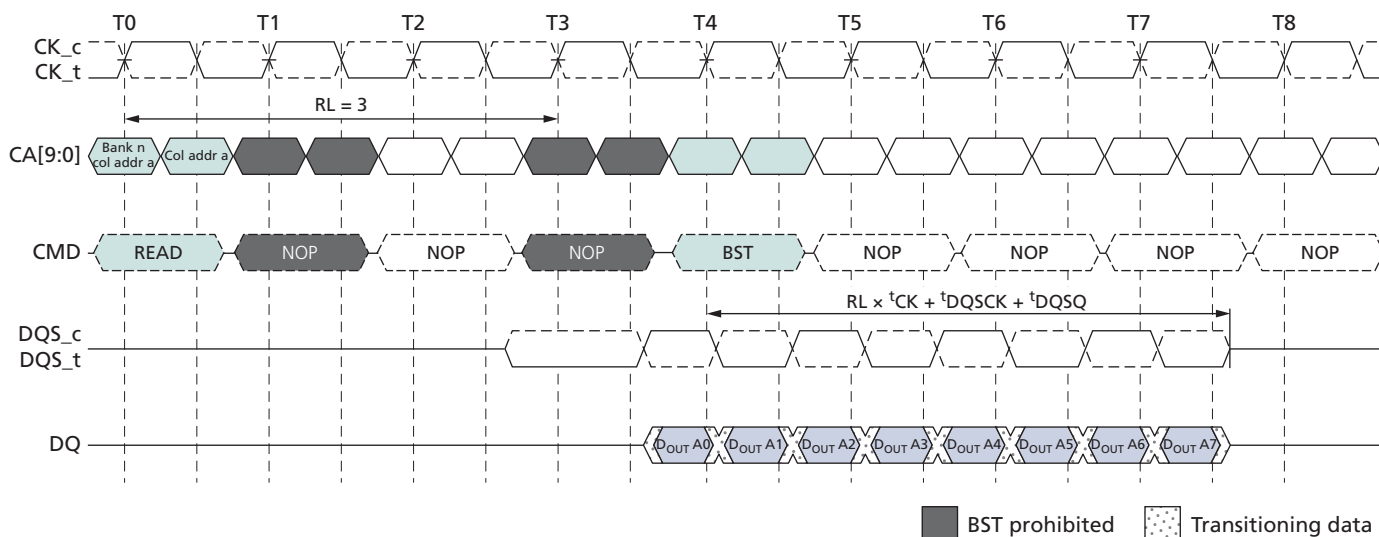 T0 T1 T2 T3 T4 T5 T6 T7 T8
CK_c
CK_t
RL = 3
CA[9:0] Bank n col addr a Col addr a
CMD READ NOP NOP NOP BST NOP NOP NOP NOP
RL × tCK + tDQSCK + tDQSQ
DQS_c
DQS_t
DQ DOUT A0 DOUT A1 DOUT A2 DOUT A3 DOUT A4 DOUT A5 DOUT A6 DOUT A7
BST prohibited Transitioning data